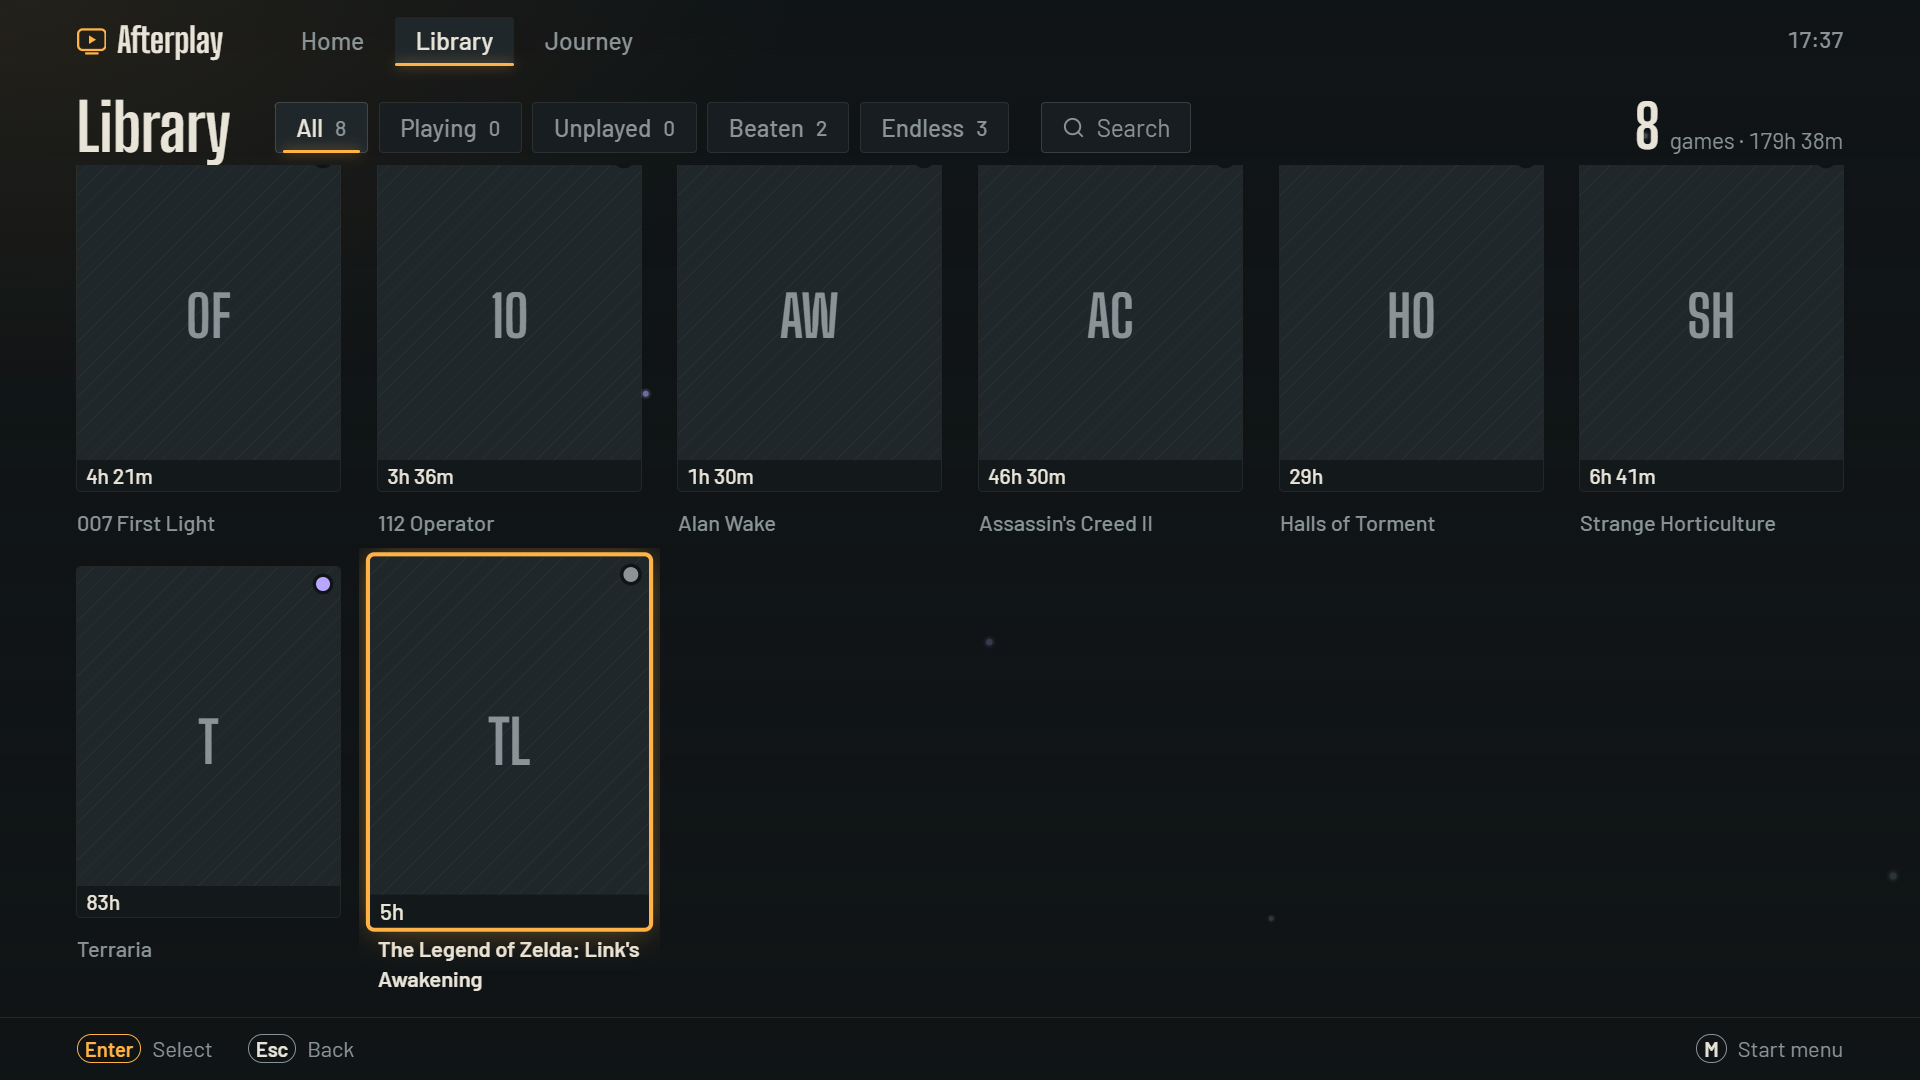 Afterplay
Home
Library
Journey
17:37
Library
All 8
Playing 0
Unplayed 0
Beaten 2
Endless 3
Search
8 games · 179h 38m
0F
10
AW
AC
HO
SH
4h 21m
3h 36m
1h 30m
46h 30m
29h
6h 41m
007 First Light
112 Operator
Alan Wake
Assassin's Creed II
Halls of Torment
Strange Horticulture
T
TL
83h
5h
Terraria
The Legend of Zelda: Link's
Awakening
Enter Select
Esc Back
M Start menu